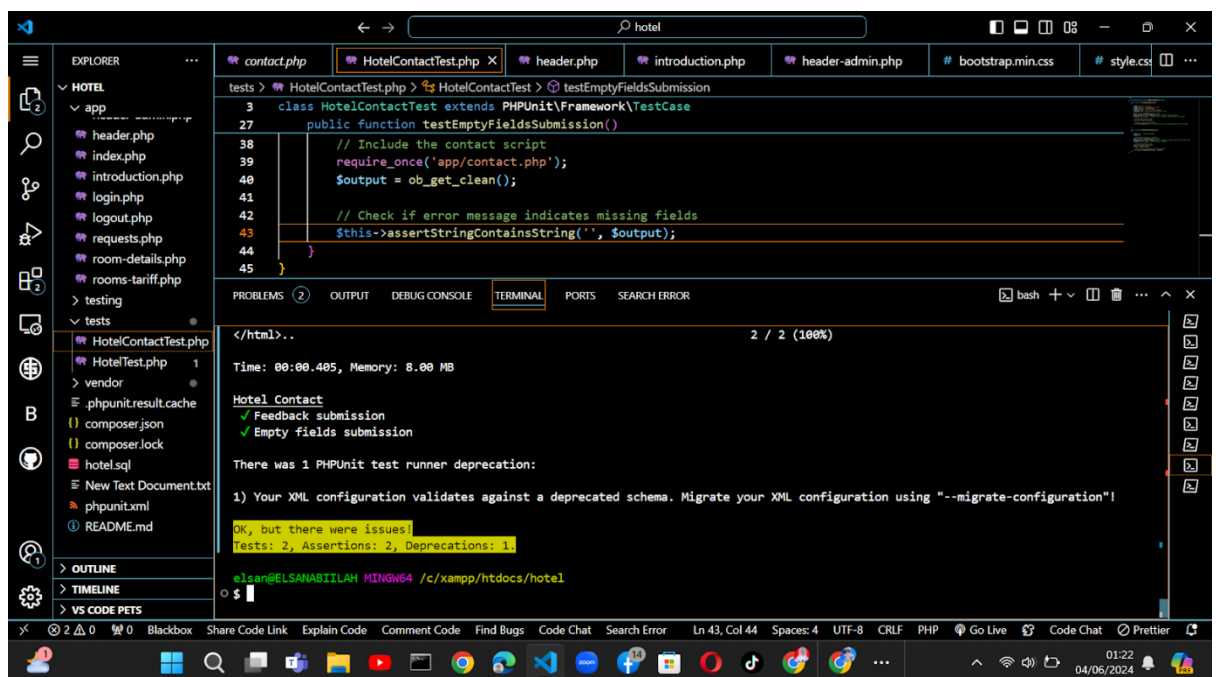 hotel
EXPLORER ...
contact.php HotelContactTest.php header.php introduction.php header-admin.php # bootstrap.min.css # style.css ...
HOTEL
app
header.php
index.php
introduction.php
login.php
logout.php
requests.php
room-details.php
rooms-tariff.php
testing
tests
HotelContactTest.php
HotelTest.php 1
vendor
.phpunit.result.cache
composer.json
composer.lock
hotel.sql
New Text Document.txt
phpunit.xml
README.md
OUTLINE
TIMELINE
VS CODE PETS
tests > HotelContactTest.php > HotelContactTest > testEmptyFieldsSubmission
3 class HotelContactTest extends PHPUnit\Framework\TestCase
27 public function testEmptyFieldsSubmission()
38 // Include the contact script
39 require_once('app/contact.php');
40 $output = ob_get_clean();
41
42 // Check if error message indicates missing fields
43 $this->assertStringContainsString('', $output);
44 }
45 }
PROBLEMS 2 OUTPUT DEBUG CONSOLE TERMINAL PORTS SEARCH ERROR bash
</html>.. 2 / 2 (100%)
Time: 00:00.405, Memory: 8.00 MB
Hotel Contact
✓ Feedback submission
✓ Empty fields submission
There was 1 PHPUnit test runner deprecation:
1) Your XML configuration validates against a deprecated schema. Migrate your XML configuration using "--migrate-configuration"!
OK, but there were issues!
Tests: 2, Assertions: 2, Deprecations: 1.
elsan@ELSANABIILAH MINGW64 /c/xampp/htdocs/hotel
$
2 0 0 Blackbox Share Code Link Explain Code Comment Code Find Bugs Code Chat Search Error Ln 43, Col 44 Spaces: 4 UTF-8 CRLF PHP Go Live Code Chat Prettier
1 zoom 14 ... 01:22
04/06/2024 PRE